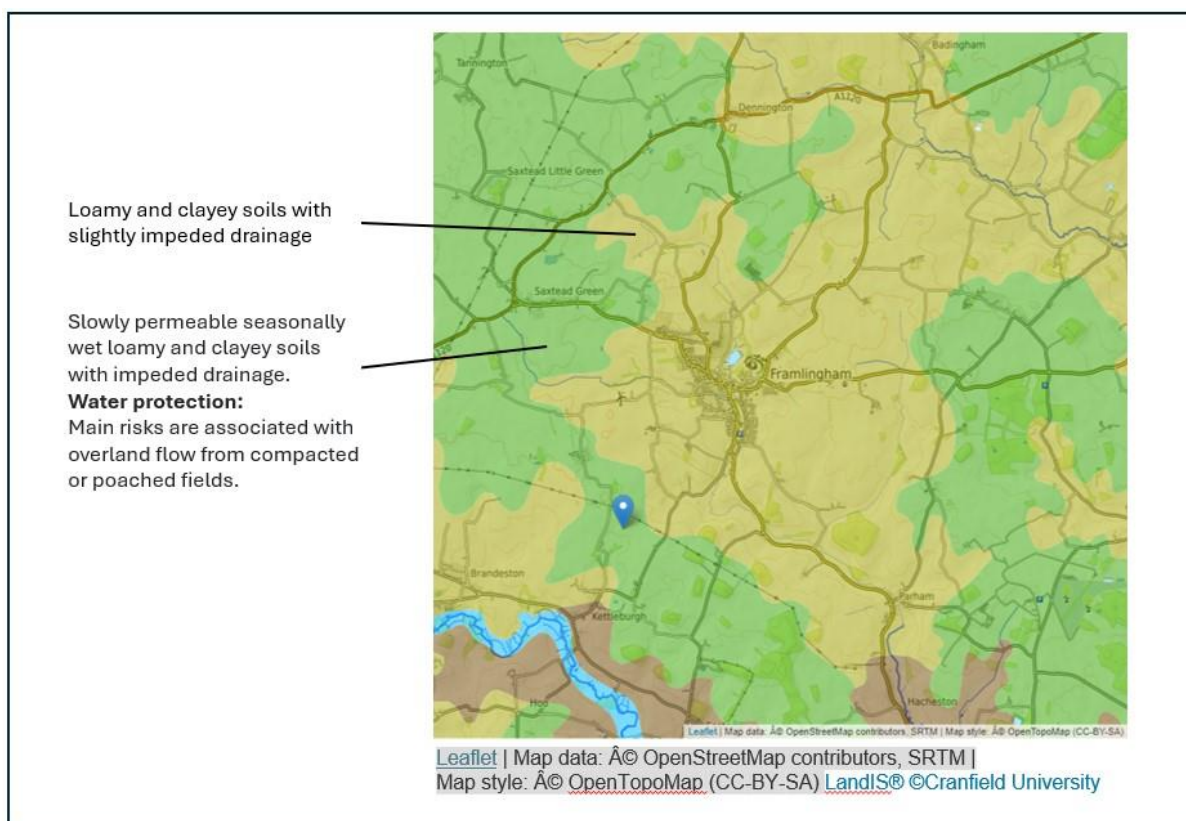 Tannington
Badingham
A1120
Dennington
Saxtead Little Green
Loamy and clayey soils with
slightly impeded drainage
Saxtead Green
Slowly permeable seasonally
wet loamy and clayey soils
with impeded drainage.
Water protection:
Main risks are associated with
overland flow from compacted
or poached fields.
Framlingham
Brandeston
Kettleburgh
Parham
Hoo
Hacheston
Leaflet | Map data: Â© OpenStreetMap contributors, SRTM | Map style: Â© OpenTopoMap (CC-BY-SA)
Leaflet | Map data: Â© OpenStreetMap contributors, SRTM |
Map style: Â© OpenTopoMap (CC-BY-SA) LandIS® ©Cranfield University